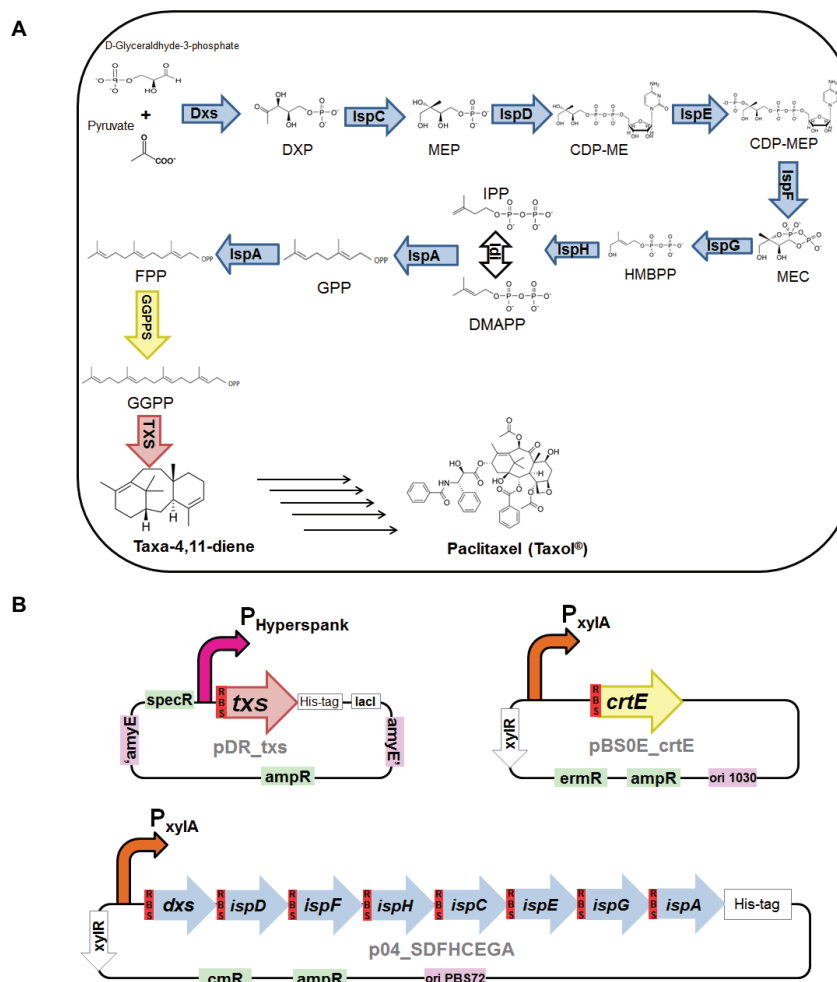 A
D-Glyceraldhyde-3-phosphate
+
Pyruvate
Dxs
DXP
IspC
MEP
IspD
CDP-ME
IspE
CDP-MEP
IspF
MEC
IspG
HMBPP
IspH
IPP
Idi
DMAPP
IspA
GPP
IspA
FPP
GGPPS
GGPP
TXS
Taxa-4,11-diene
Paclitaxel (Taxol®)
B
PHyperspank
specR
RBS
txs
His-tag
lacI
'amyE
amyE'
pDR_txs
ampR
PxylA
xylR
RBS
crtE
pBS0E_crtE
ermR
ampR
ori 1030
PxylA
xylR
RBS
dxs
RBS
ispD
RBS
ispF
RBS
ispH
RBS
ispC
RBS
ispE
RBS
ispG
RBS
ispA
His-tag
p04_SDFHCEGA
cmR
ampR
ori PBS72